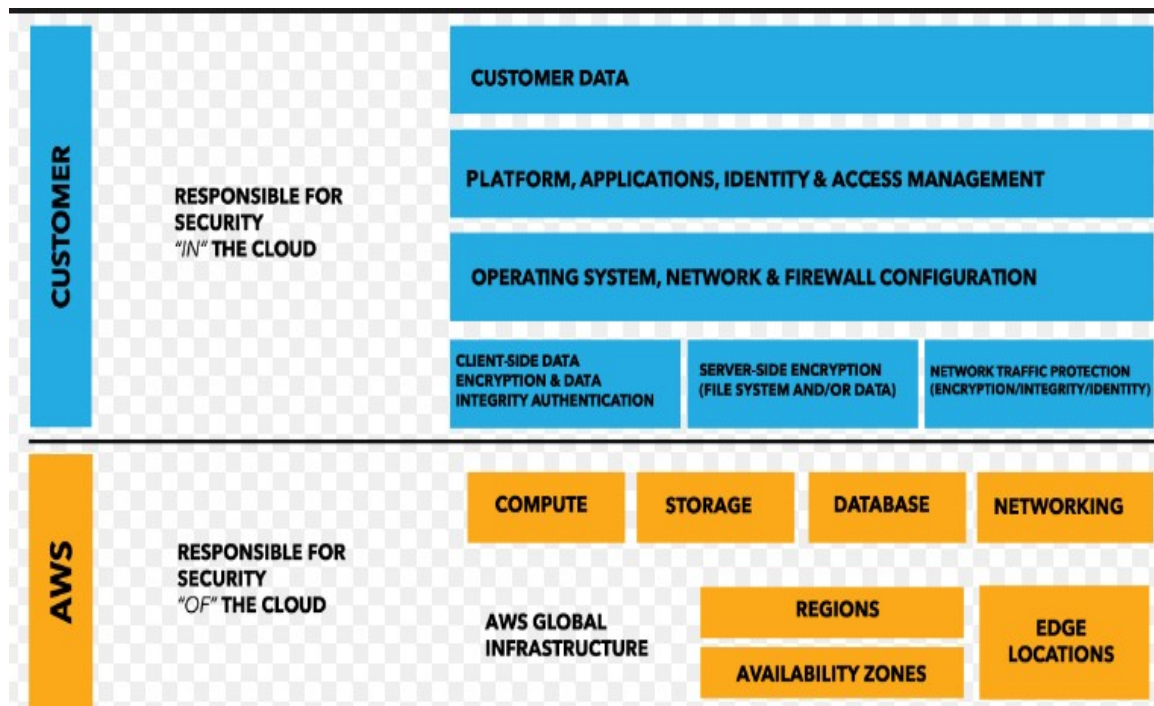 CUSTOMER
RESPONSIBLE FOR
SECURITY
“IN” THE CLOUD
CUSTOMER DATA
PLATFORM, APPLICATIONS, IDENTITY & ACCESS MANAGEMENT
OPERATING SYSTEM, NETWORK & FIREWALL CONFIGURATION
CLIENT-SIDE DATA
ENCRYPTION & DATA
INTEGRITY AUTHENTICATION
SERVER-SIDE ENCRYPTION
(FILE SYSTEM AND/OR DATA)
NETWORK TRAFFIC PROTECTION
(ENCRYPTION/INTEGRITY/IDENTITY)
AWS
RESPONSIBLE FOR
SECURITY
“OF” THE CLOUD
COMPUTE
STORAGE
DATABASE
NETWORKING
AWS GLOBAL
INFRASTRUCTURE
REGIONS
AVAILABILITY ZONES
EDGE
LOCATIONS